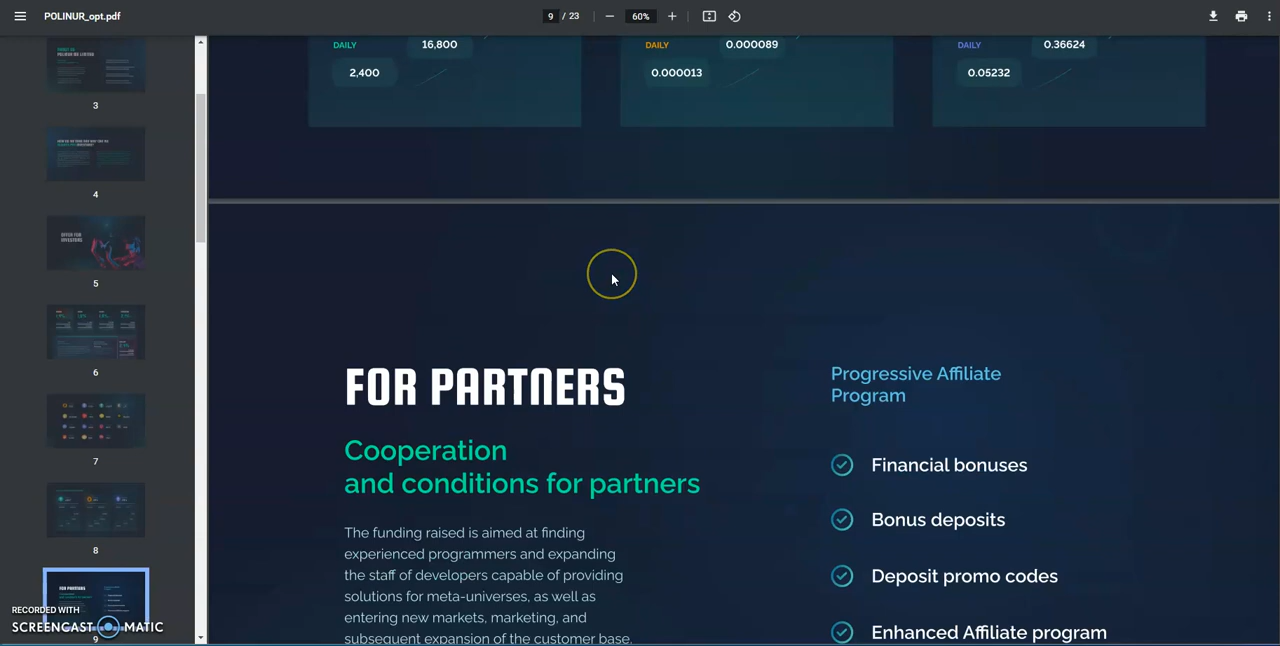 POLINUR_opt.pdf
9 / 23
60%
3
4
5
6
7
8
9
RECORDED WITH
SCREENCAST MATIC
DAILY
16,800
2,400
DAILY
0.000089
0.000013
DAILY
0.36624
0.05232
FOR PARTNERS
Cooperation
and conditions for partners
The funding raised is aimed at finding
experienced programmers and expanding
the staff of developers capable of providing
solutions for meta-universes, as well as
entering new markets, marketing, and
subsequent expansion of the customer base.
Progressive Affiliate
Program
Financial bonuses
Bonus deposits
Deposit promo codes
Enhanced Affiliate program